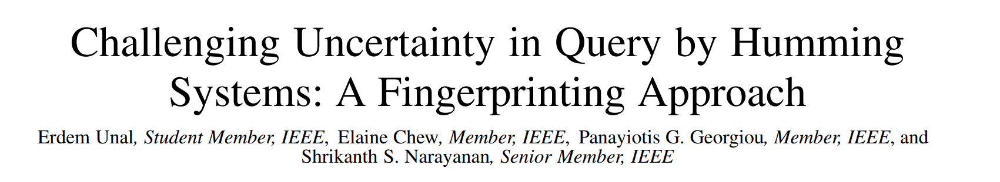 Challenging Uncertainty in Query by Humming
Systems: A Fingerprinting Approach
Erdem Unal, Student Member, IEEE, Elaine Chew, Member, IEEE, Panayiotis G. Georgiou, Member, IEEE, and
Shrikanth S. Narayanan, Senior Member, IEEE